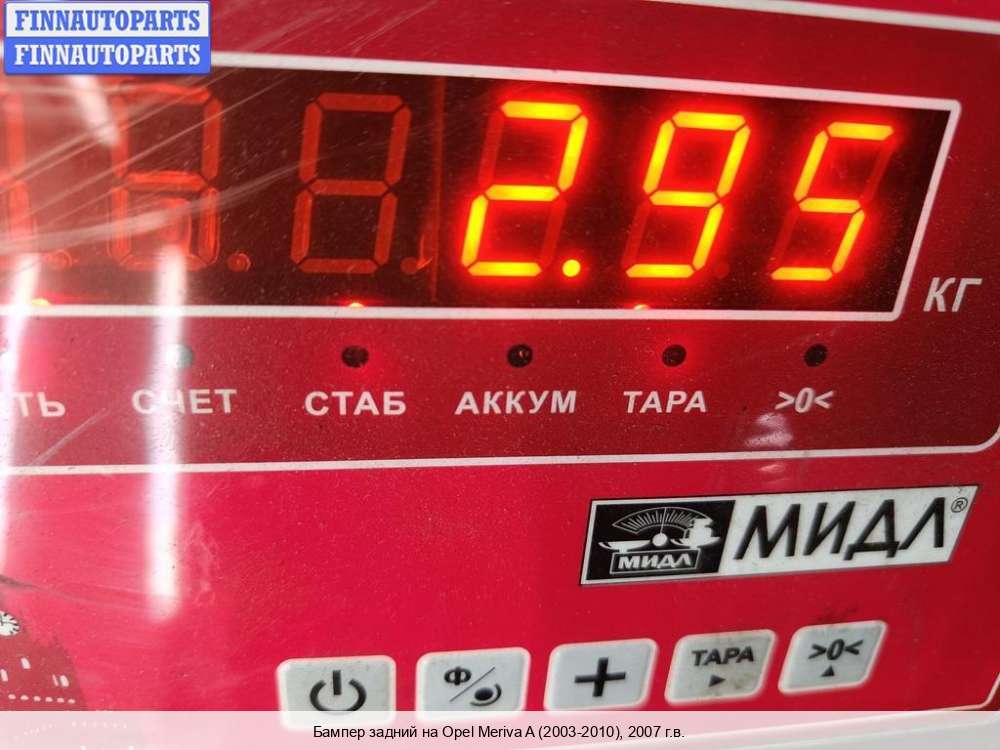 FINNAUTOPARTS
FINNAUTOPARTS
2.95
КГ
ТЬ СЧЕТ СТАБ АККУМ ТАРА >0<
МИДЛ МИДЛ®
Ф + ТАРА >0<
Бампер задний на Opel Meriva A (2003-2010), 2007 г.в.